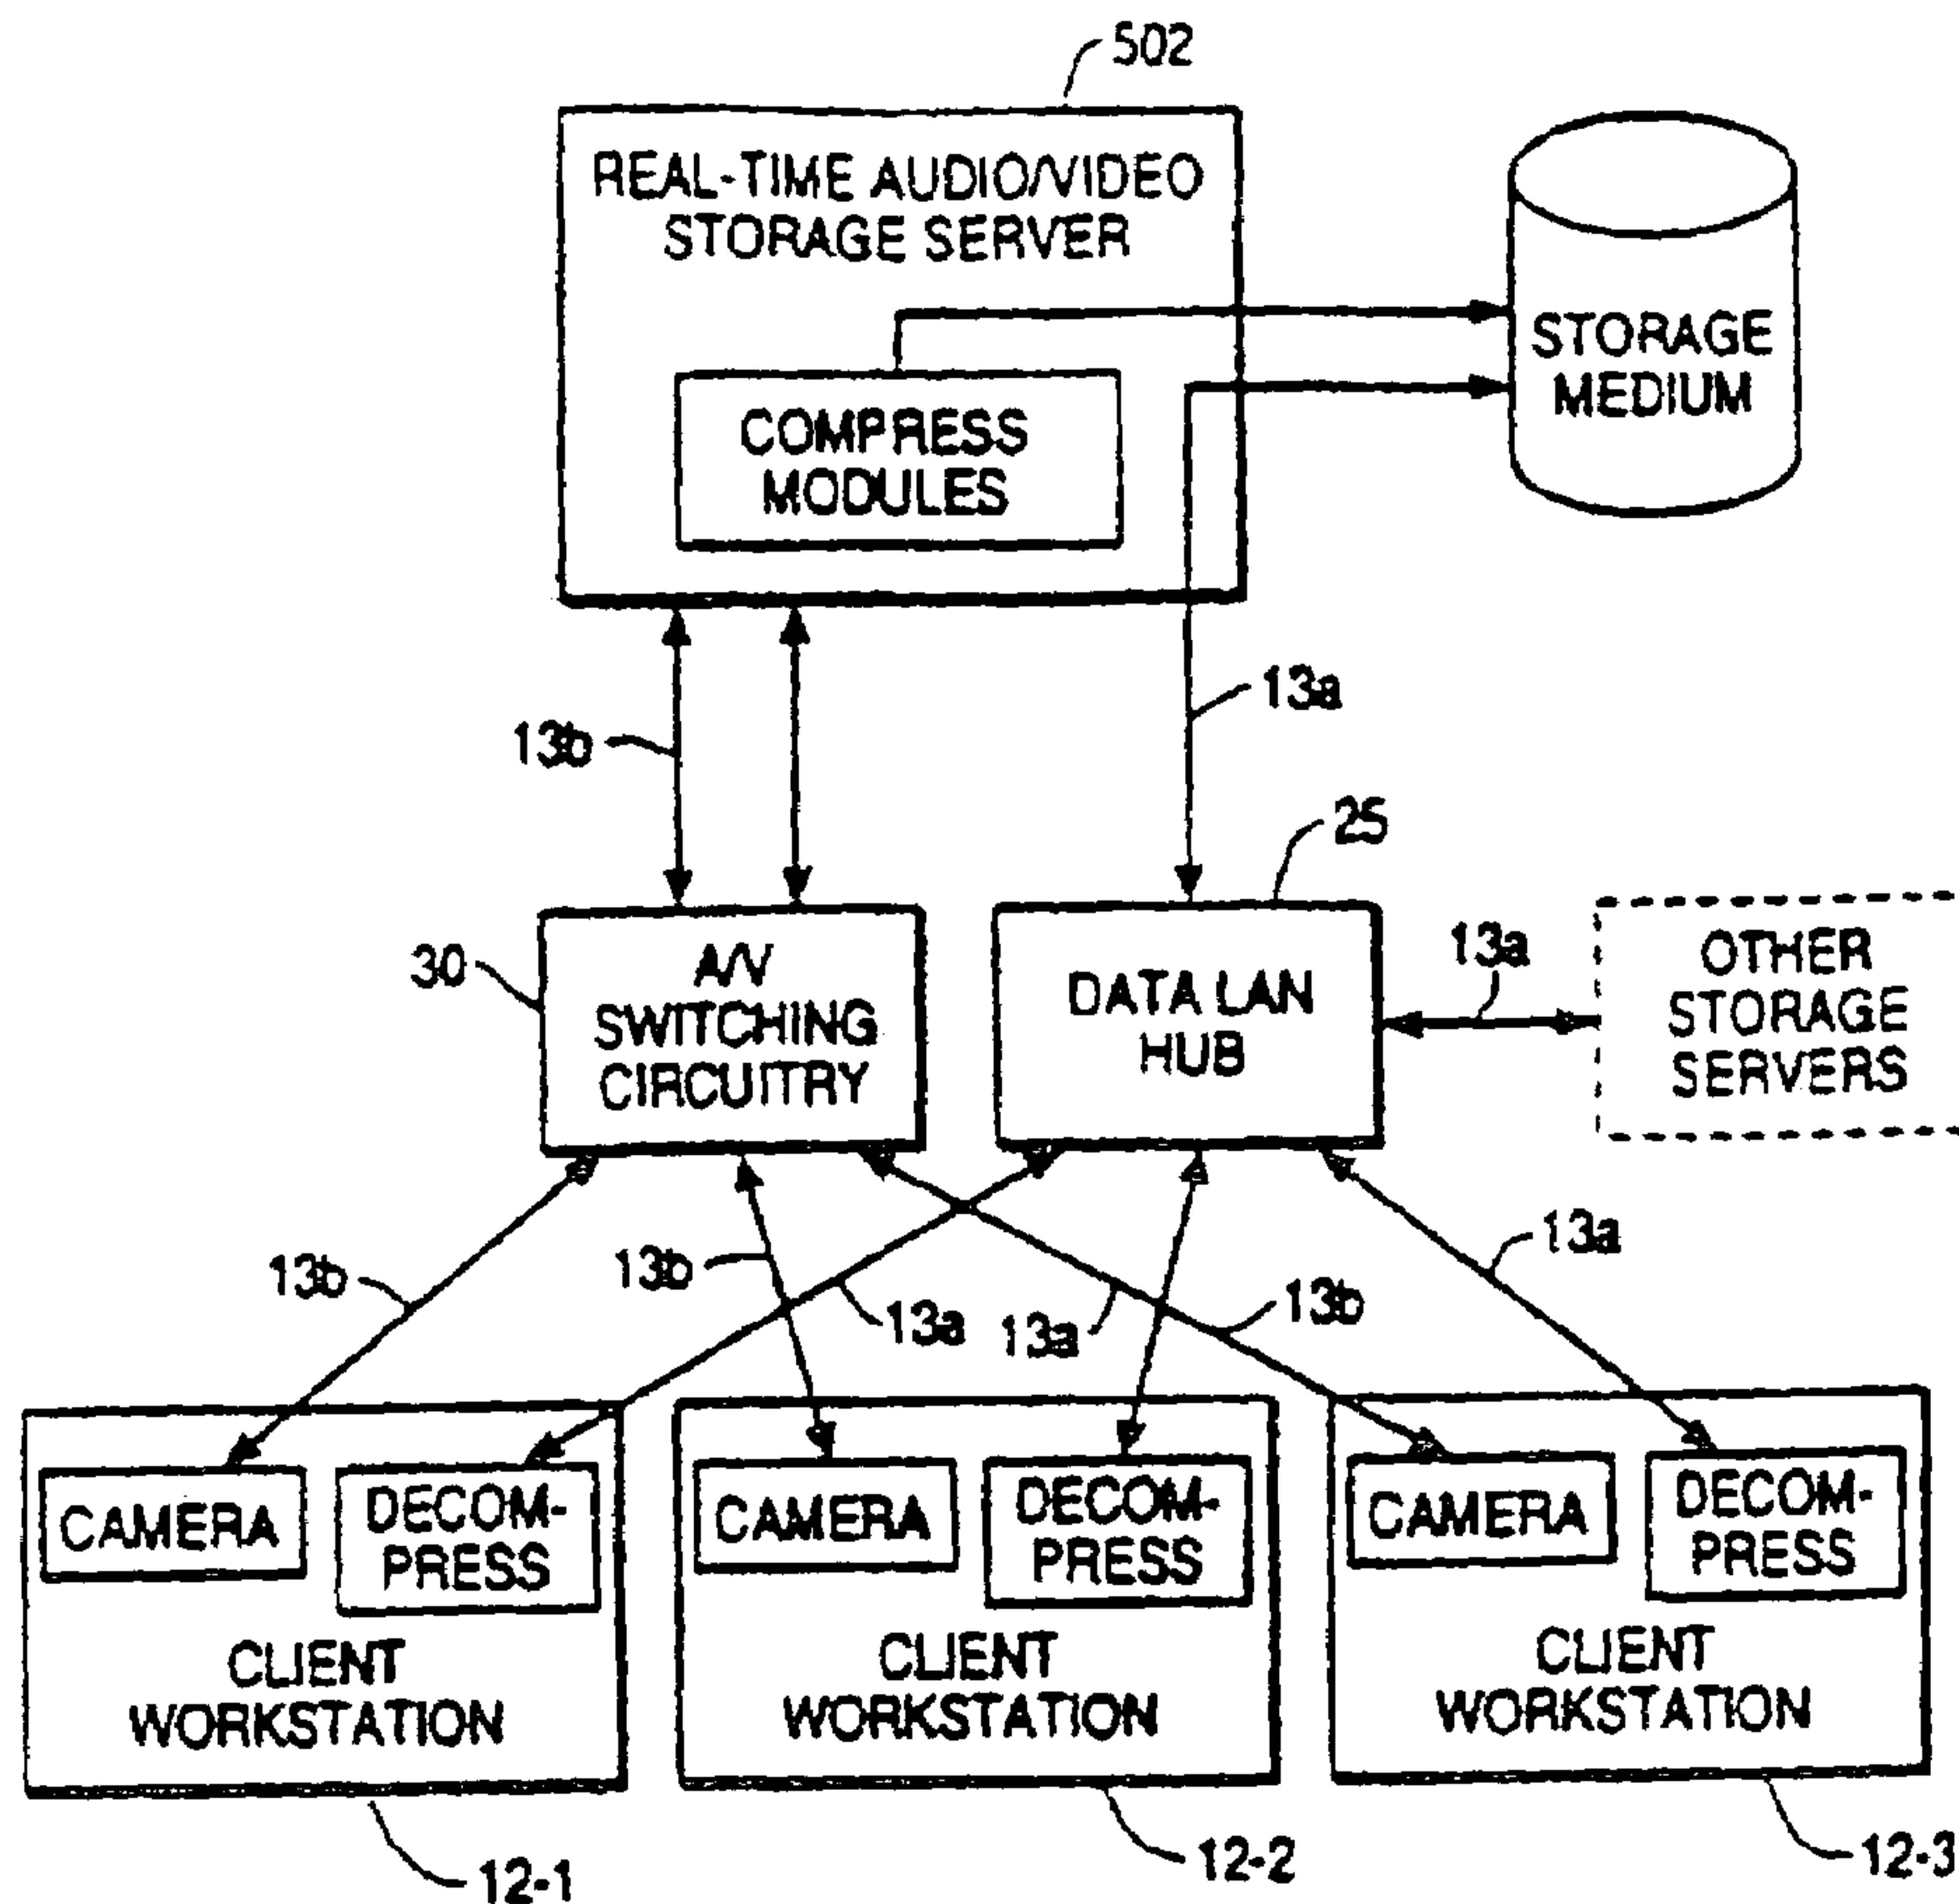 502
REAL-TIME AUDIO/VIDEO
STORAGE SERVER
STORAGE
MEDIUM
COMPRESS
MODULES
13b
13a
25
30
A/V
SWITCHING
CIRCUITRY
DATA LAN
HUB
13a
OTHER
STORAGE
SERVERS
13b
13b
13a
13a
13b
13a
CAMERA
DECOM-
PRESS
CLIENT
WORKSTATION
CAMERA
DECOM-
PRESS
CLIENT
WORKSTATION
CAMERA
DECOM-
PRESS
CLIENT
WORKSTATION
12-1
12-2
12-3